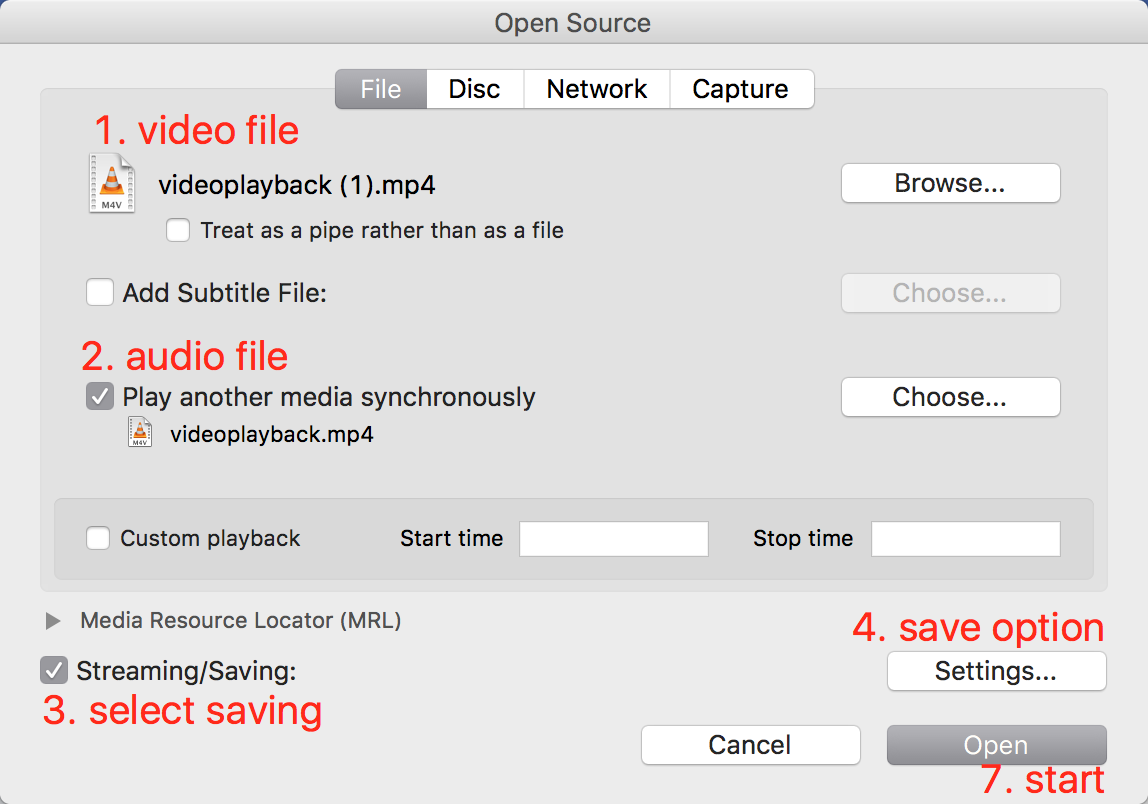 Open Source
File Disc Network Capture
1. video file
M4V
videoplayback (1).mp4 Browse...
Treat as a pipe rather than as a file
Add Subtitle File: Choose...
2. audio file
Play another media synchronously Choose...
M4V
videoplayback.mp4
Custom playback Start time Stop time
Media Resource Locator (MRL)
4. save option
Streaming/Saving: Settings...
3. select saving
Cancel Open
7. start